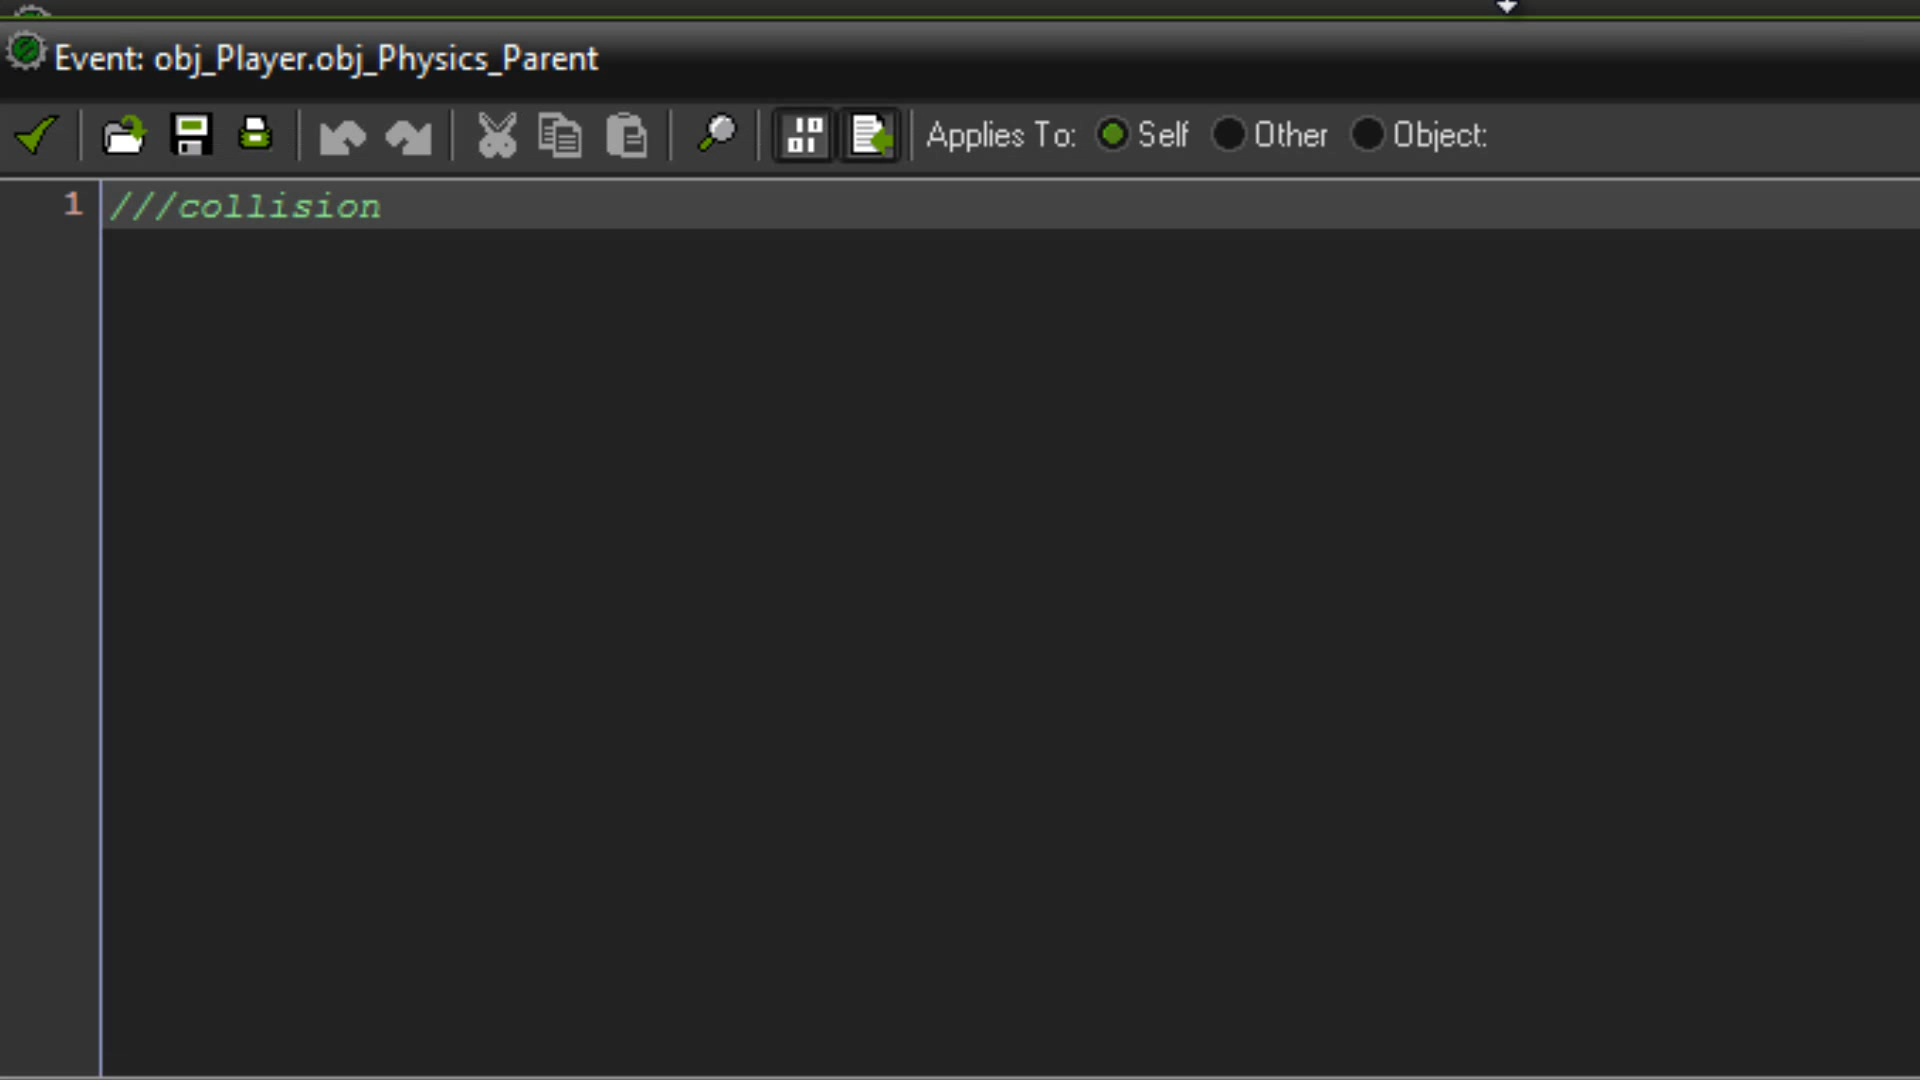 Event: obj_Player.obj_Physics_Parent
Applies To: Self Other Object:
1 ///collision